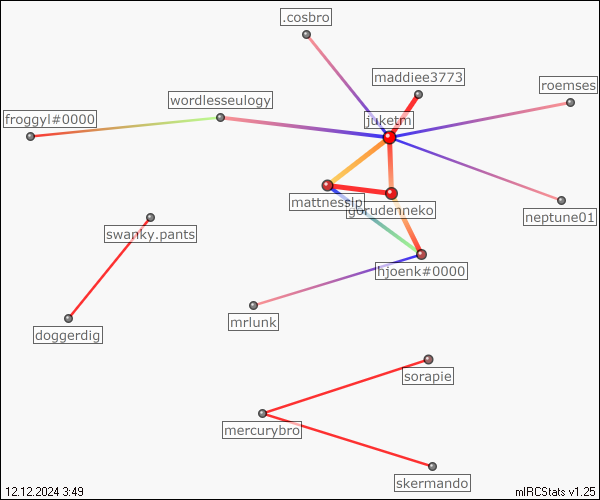 .cosbro
maddiee3773
roemses
wordlesseulogy
froggyl#0000
juketm
mattnesslp
gorudenneko
neptune01
swanky.pants
hjoenk#0000
mrlunk
doggerdig
sorapie
mercurybro
skermando
12.12.2024 3:49
mIRCStats v1.25